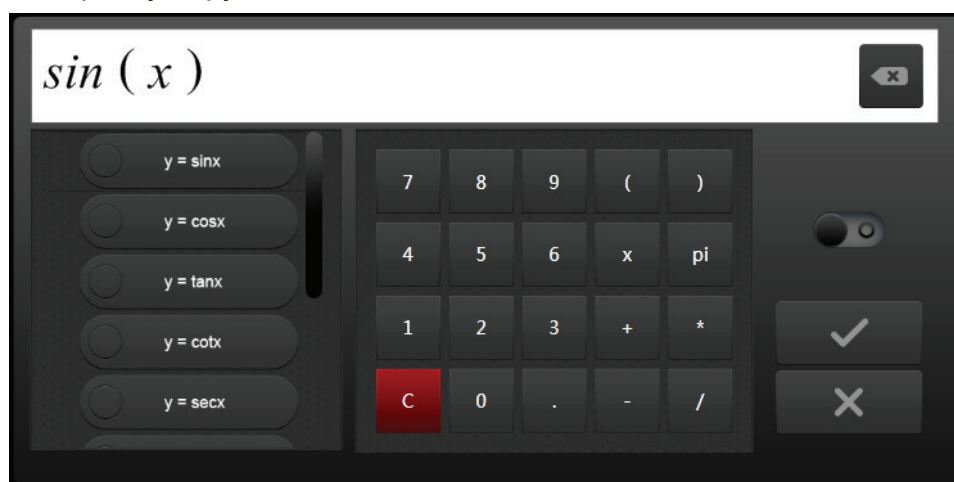 sin ( x )
y = sinx
y = cosx
y = tanx
y = cotx
y = secx
7 8 9 ( )
4 5 6 x pi
1 2 3 + *
C 0 . - /